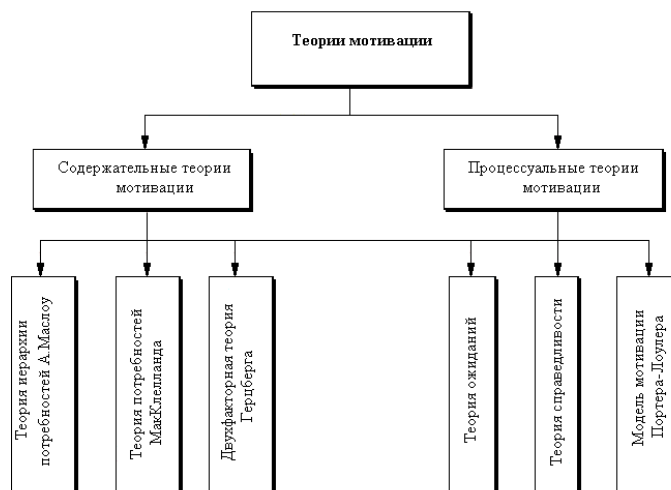 Теории мотивации
Содержательные теории
мотивации
Процессуальные теории
мотивации
Теория иерархии
потребностей А.Маслоу
Теория потребностей
МакКлелланда
Двухфакторная теория
Герцберга
Теория ожиданий
Теория справедливости
Модель мотивации
Портера-Лоулера